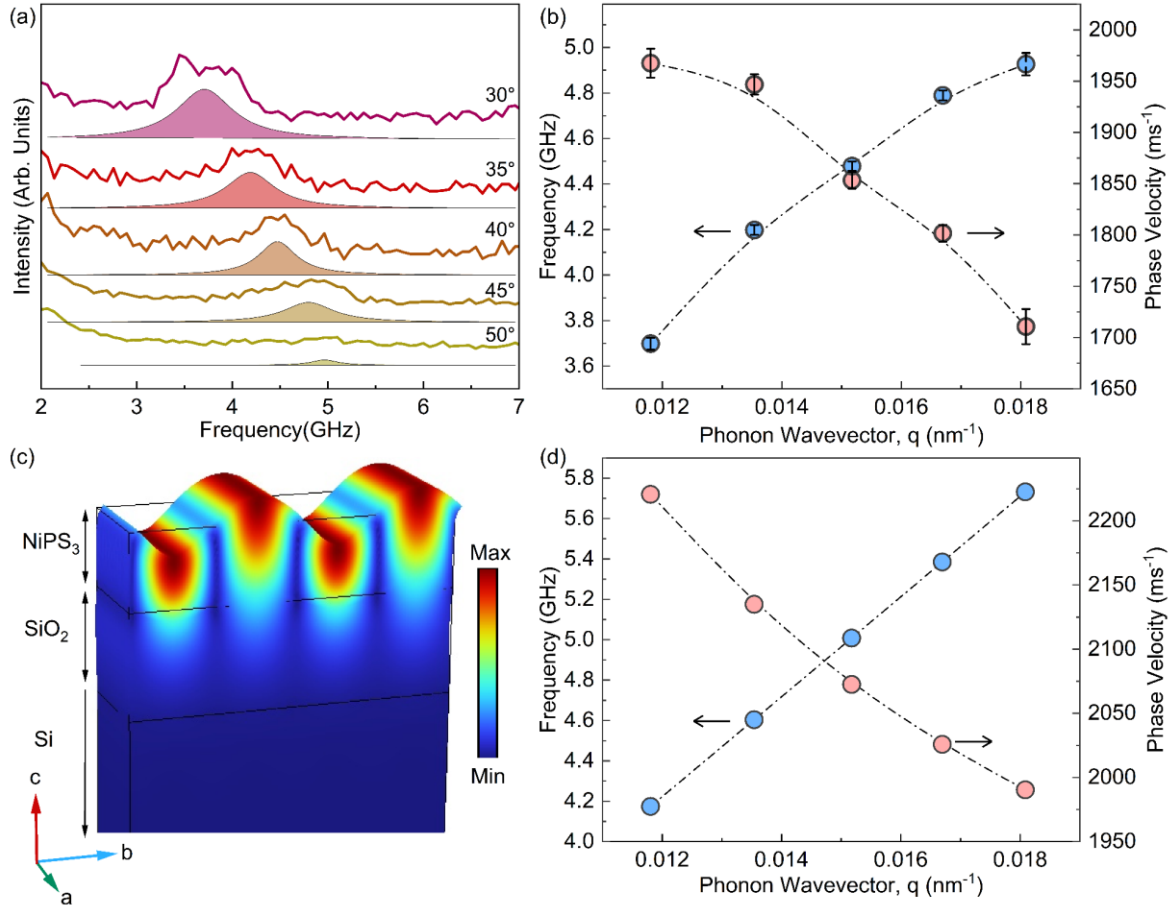 (a)
Intensity (Arb. Units)
30°
35°
40°
45°
50°
2 3 4 5 6 7
Frequency(GHz)
(b)
Frequency (GHz)
5.0
4.8
4.6
4.4
4.2
4.0
3.8
3.6
0.012 0.014 0.016 0.018
Phonon Wavevector, q (nm⁻¹)
2000
1950
1900
1850
1800
1750
1700
1650
Phase Velocity (ms⁻¹)
(c)
NiPS₃
SiO₂
Si
Max
Min
c
b
a
(d)
Frequency (GHz)
5.8
5.6
5.4
5.2
5.0
4.8
4.6
4.4
4.2
4.0
0.012 0.014 0.016 0.018
Phonon Wavevector, q (nm⁻¹)
2200
2150
2100
2050
2000
1950
Phase Velocity (ms⁻¹)